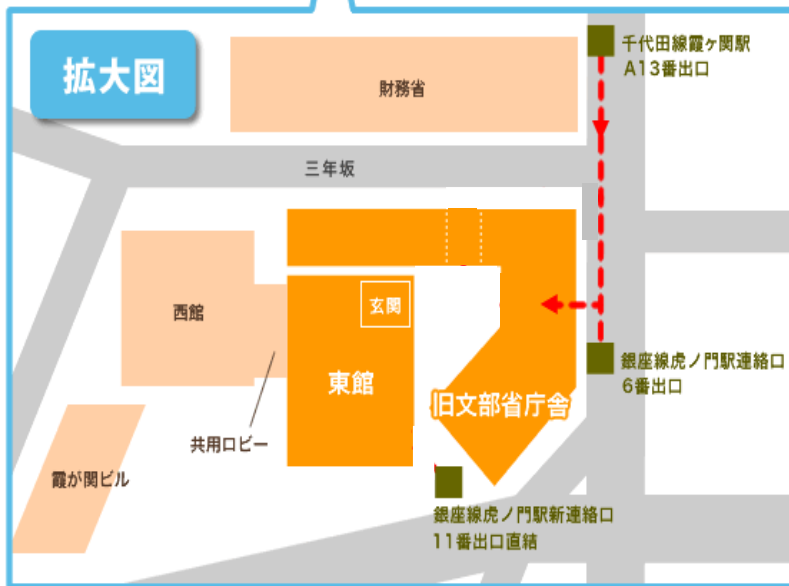 拡大図
千代田線霞ヶ関駅
A13番出口
財務省
三年坂
西館
玄関
東館
旧文部省庁舎
銀座線虎ノ門駅連絡口
6番出口
共用ロビー
霞が関ビル
銀座線虎ノ門駅新連絡口
11番出口直結